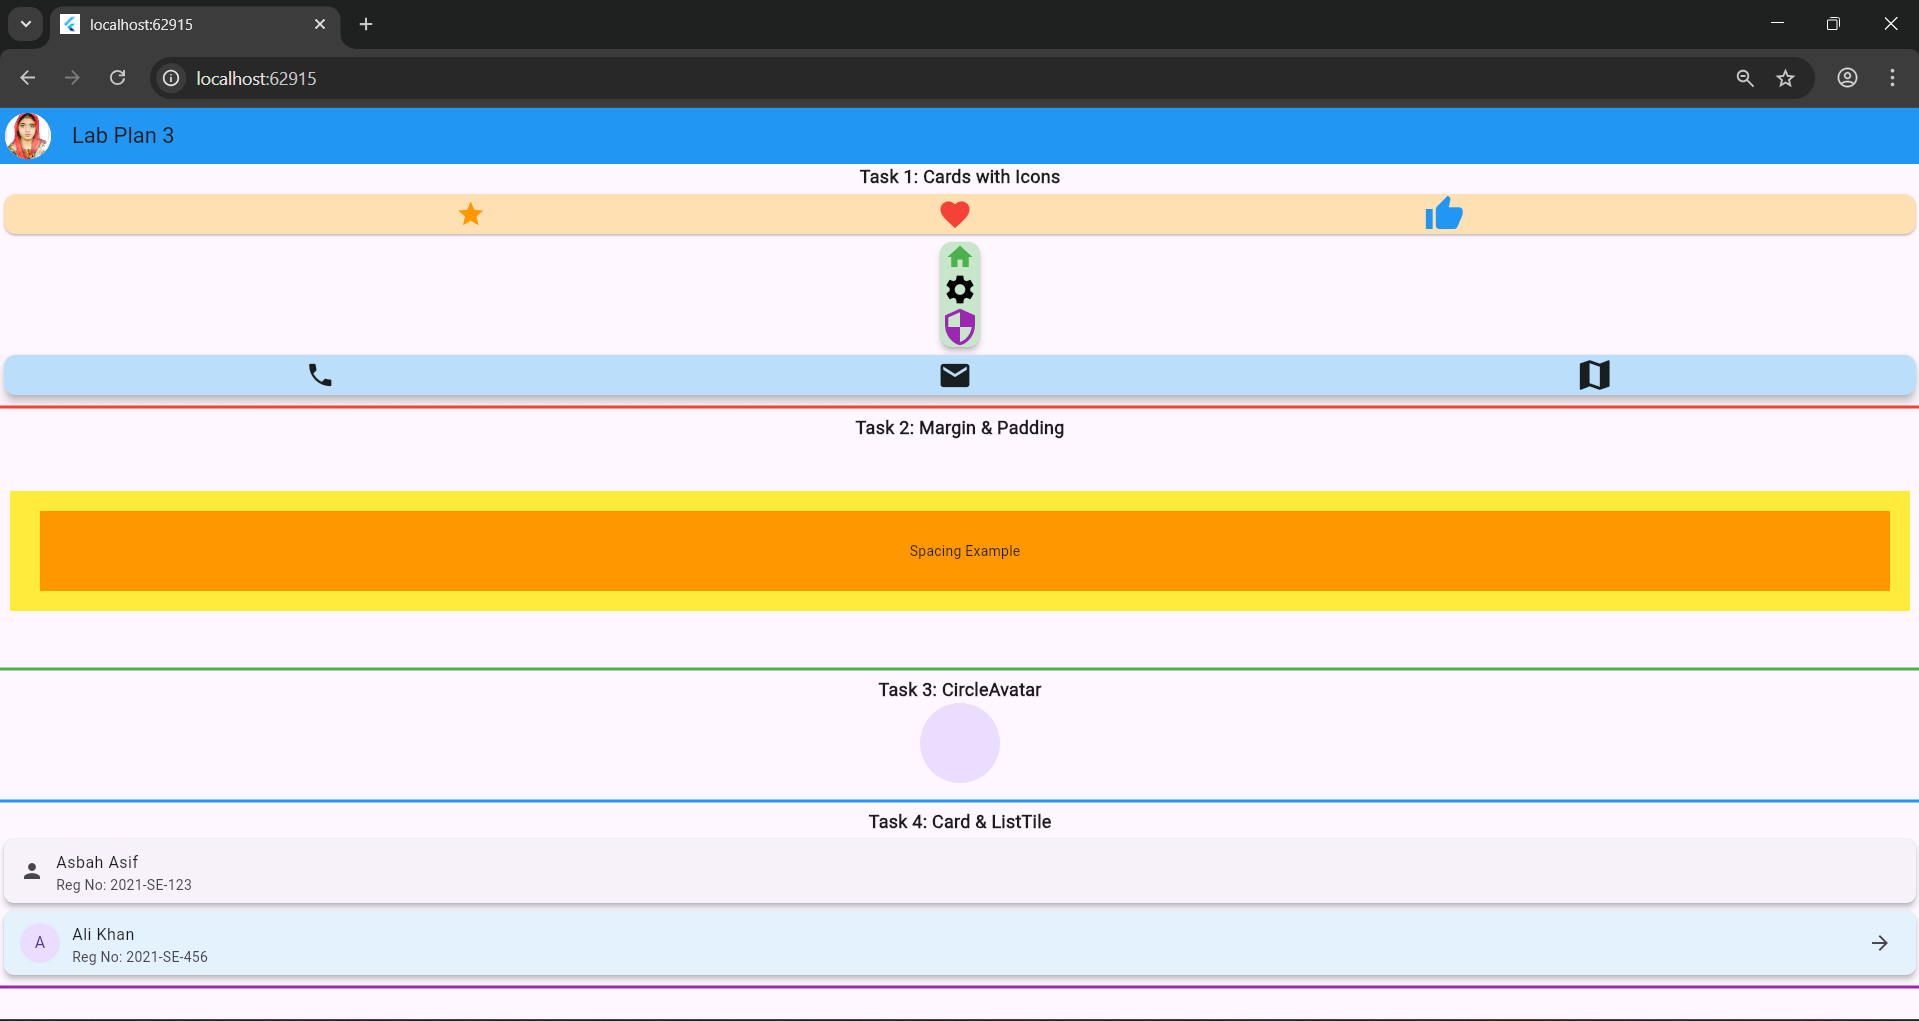 localhost:62915
localhost:62915
Lab Plan 3
Task 1: Cards with Icons
Task 2: Margin & Padding
Spacing Example
Task 3: CircleAvatar
Task 4: Card & ListTile
Asbah Asif
Reg No: 2021-SE-123
A
Ali Khan
Reg No: 2021-SE-456